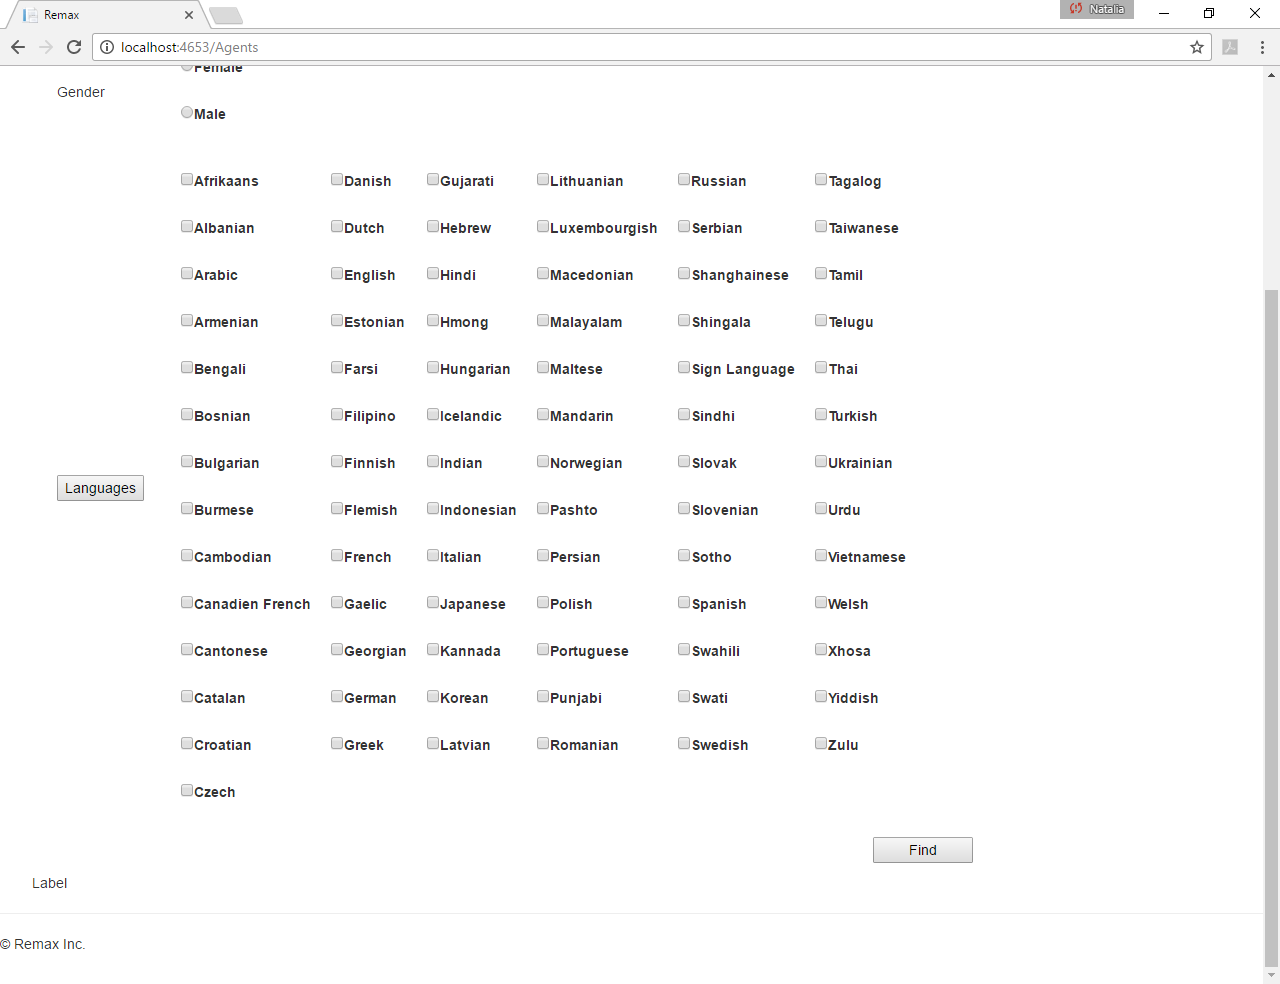 Remax
Natalia
localhost:4653/Agents
Female
Gender
Male
Afrikaans Danish Gujarati Lithuanian Russian Tagalog
Albanian Dutch Hebrew Luxembourgish Serbian Taiwanese
Arabic English Hindi Macedonian Shanghainese Tamil
Armenian Estonian Hmong Malayalam Shingala Telugu
Bengali Farsi Hungarian Maltese Sign Language Thai
Bosnian Filipino Icelandic Mandarin Sindhi Turkish
Bulgarian Finnish Indian Norwegian Slovak Ukrainian
Languages
Burmese Flemish Indonesian Pashto Slovenian Urdu
Cambodian French Italian Persian Sotho Vietnamese
Canadien French Gaelic Japanese Polish Spanish Welsh
Cantonese Georgian Kannada Portuguese Swahili Xhosa
Catalan German Korean Punjabi Swati Yiddish
Croatian Greek Latvian Romanian Swedish Zulu
Czech
Find
Label
© Remax Inc.